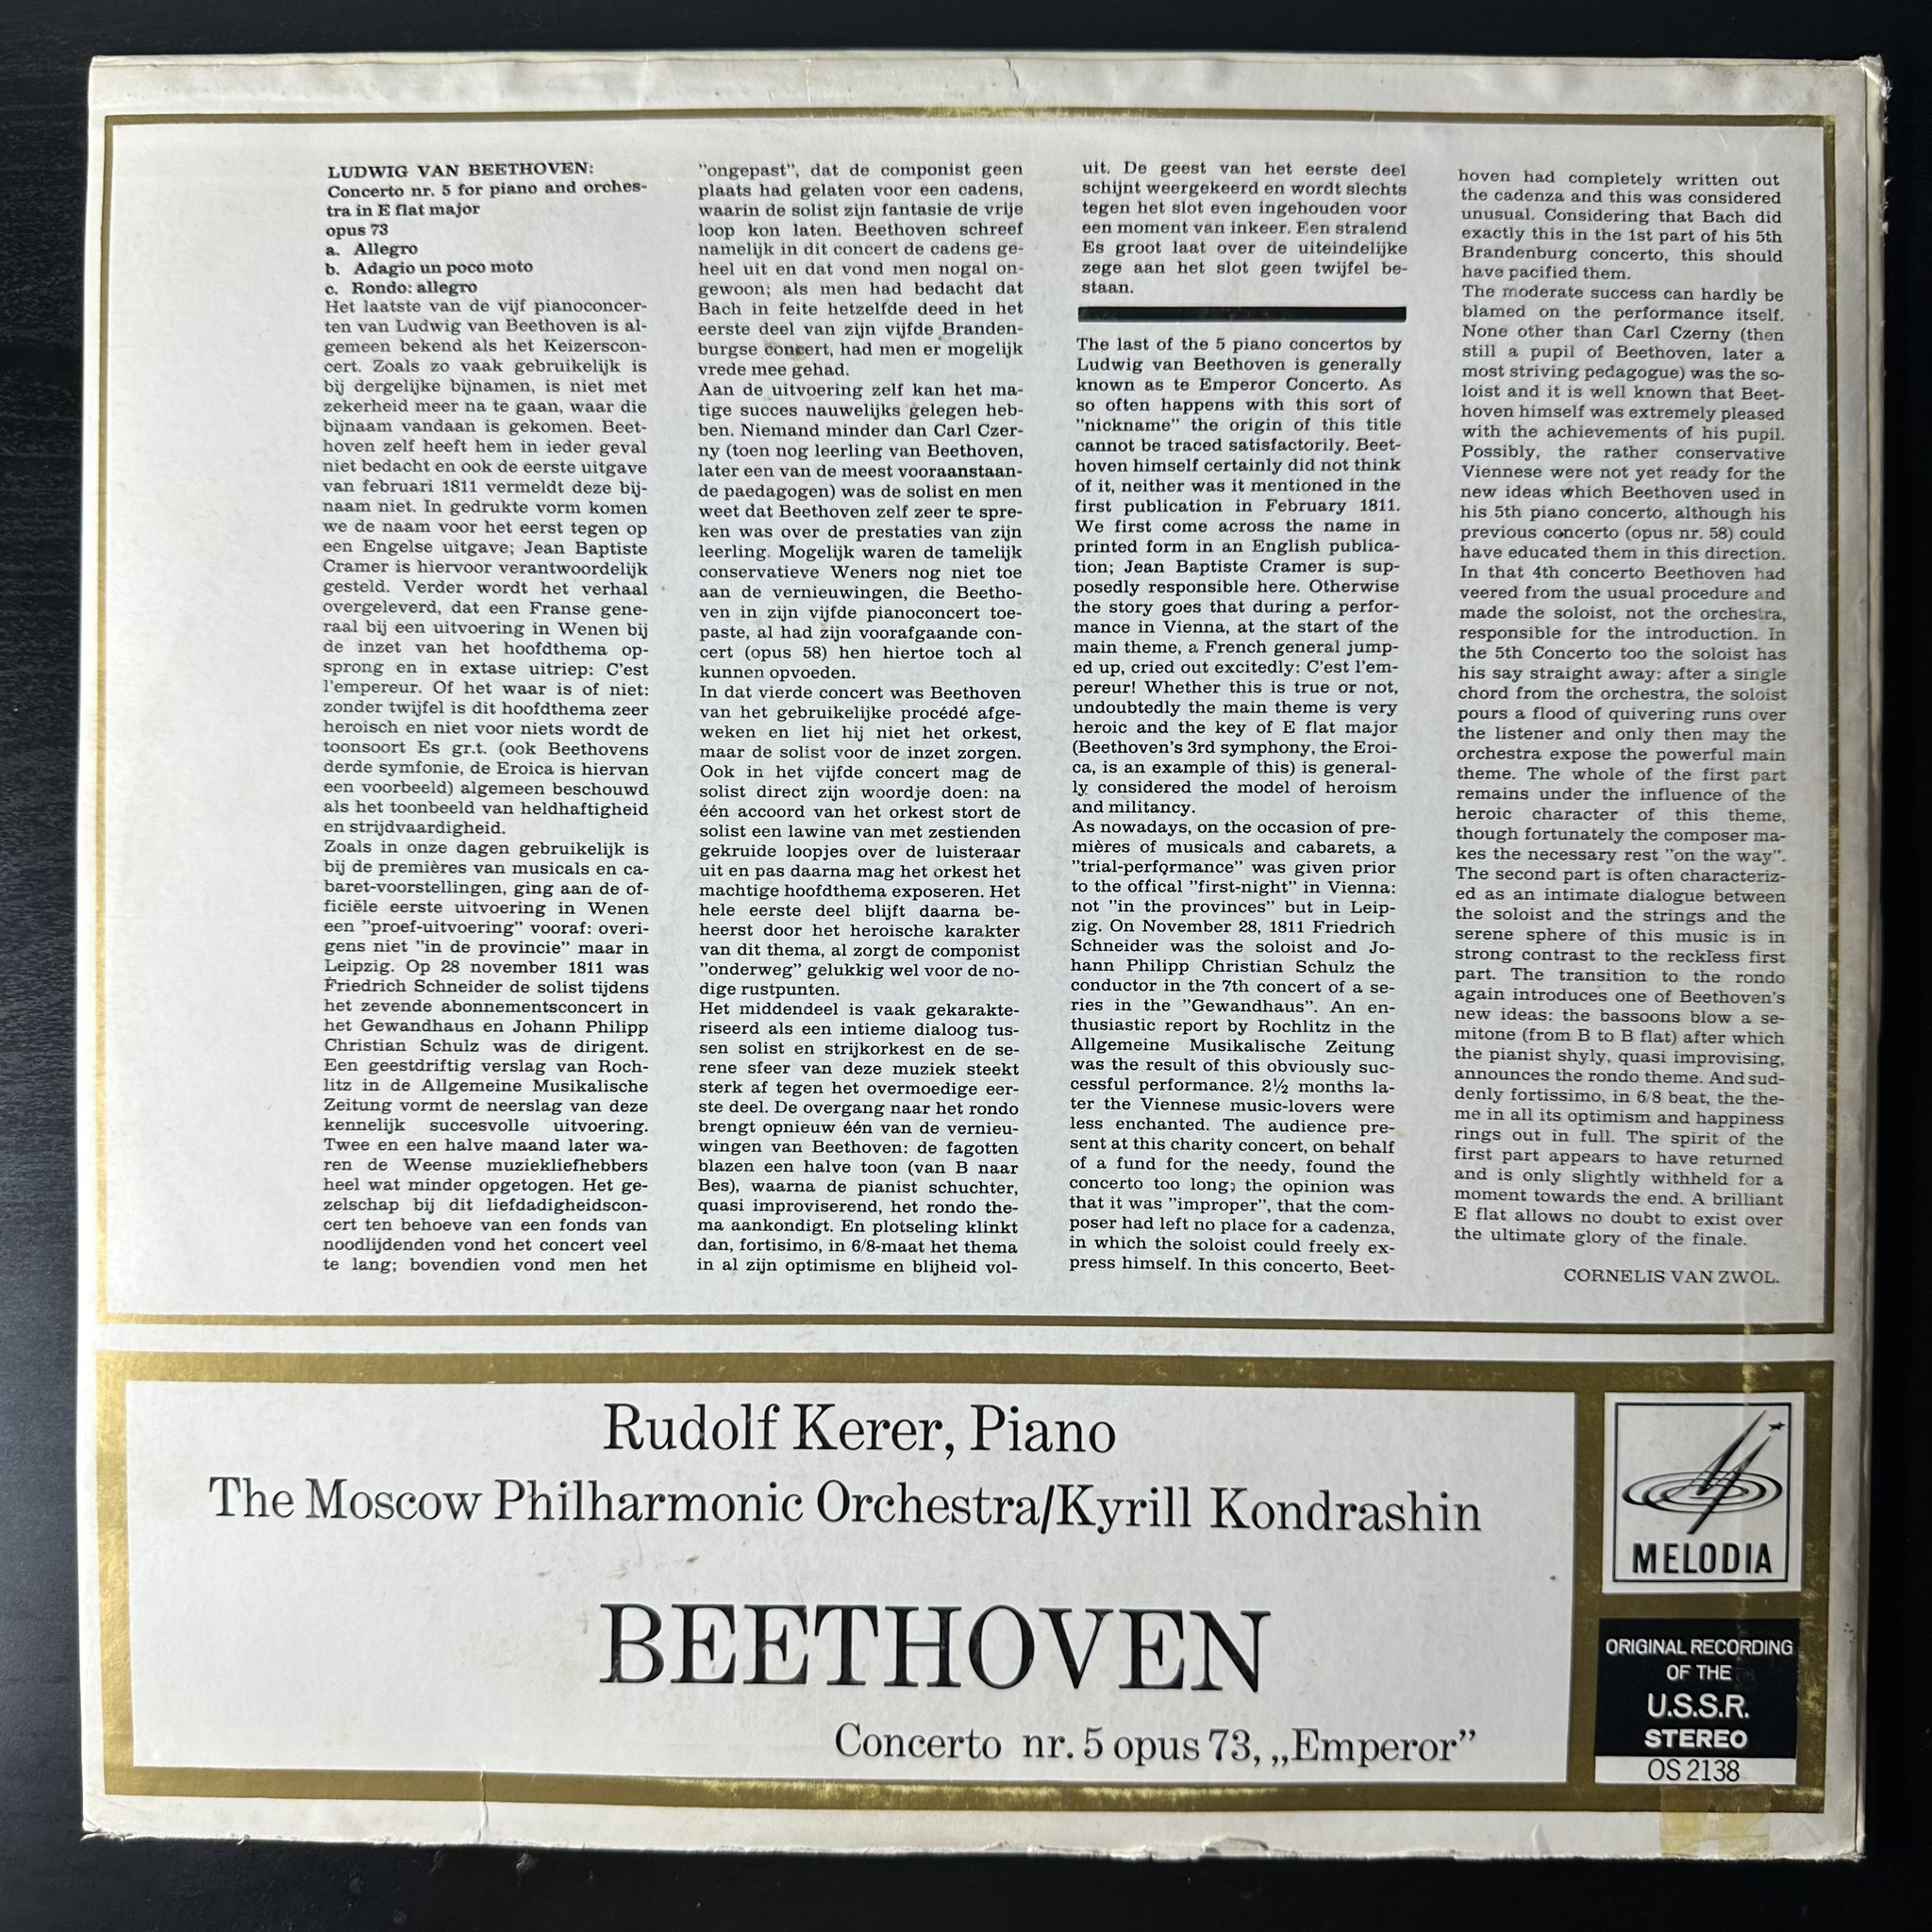 LUDWIG VAN BEETHOVEN:
Concerto nr. 5 for piano and orches-
tra in E flat major
opus 73
a. Allegro
b. Adagio un poco moto
c. Rondo: allegro
Het laatste van de vijf pianoconcer-
ten van Ludwig van Beethoven is al-
gemeen bekend als het Keizerscon-
cert. Zoals zo vaak gebruikelijk is
bij dergelijke bijnamen, is niet met
zekerheid meer na te gaan, waar die
bijnaam vandaan is gekomen. Beet-
hoven zelf heeft hem in ieder geval
niet bedacht en ook de eerste uitgave
van februari 1811 vermeldt deze bij-
naam niet. In gedrukte vorm komen
we de naam voor het eerst tegen op
een Engelse uitgave; Jean Baptiste
Cramer is hiervoor verantwoordelijk
gesteld. Verder wordt het verhaal
overgeleverd, dat een Franse gene-
raal bij een uitvoering in Wenen bij
de inzet van het hoofdthema op-
sprong en in extase uitriep: C'est
l'empereur. Of het waar is of niet:
zonder twijfel is dit hoofdthema zeer
heroisch en niet voor niets wordt de
toonsoort Es gr.t. (ook Beethovens
derde symfonie, de Eroica is hiervan
een voorbeeld) algemeen beschouwd
als het toonbeeld van heldhaftigheid
en strijdvaardigheid.
Zoals in onze dagen gebruikelijk is
bij de premières van musicals en ca-
baret-voorstellingen, ging aan de of-
ficiële eerste uitvoering in Wenen
een "proef-uitvoering" vooraf: overi-
gens niet "in de provincie" maar in
Leipzig. Op 28 november 1811 was
Friedrich Schneider de solist tijdens
het zevende abonnementsconcert in
het Gewandhaus en Johann Philipp
Christian Schulz was de dirigent.
Een geestdriftig verslag van Roch-
litz in de Allgemeine Musikalische
Zeitung vormt de neerslag van deze
kennelijk succesvolle uitvoering.
Twee en een halve maand later wa-
ren de Weense muziekliefhebbers
heel wat minder opgetogen. Het ge-
zelschap bij dit liefdadigheidscon-
cert ten behoeve van een fonds van
noodlijdenden vond het concert veel
te lang; bovendien vond men het
"ongepast", dat de componist geen
plaats had gelaten voor een cadens,
waarin de solist zijn fantasie de vrije
loop kon laten. Beethoven schreef
namelijk in dit concert de cadens ge-
heel uit en dat vond men nogal on-
gewoon; als men had bedacht dat
Bach in feite hetzelfde deed in het
eerste deel van zijn vijfde Branden-
burgse concert, had men er mogelijk
vrede mee gehad.
Aan de uitvoering zelf kan het ma-
tige succes nauwelijks gelegen heb-
ben. Niemand minder dan Carl Czer-
ny (toen nog leerling van Beethoven,
later een van de meest vooraanstaan-
de paedagogen) was de solist en men
weet dat Beethoven zelf zeer te spre-
ken was over de prestaties van zijn
leerling. Mogelijk waren de tamelijk
conservatieve Weners nog niet toe
aan de vernieuwingen, die Beetho-
ven in zijn vijfde pianoconcert toe-
paste, al had zijn voorafgaande con-
cert (opus 58) hen hiertoe toch al
kunnen opvoeden.
In dat vierde concert was Beethoven
van het gebruikelijke procédé afge-
weken en liet hij niet het orkest,
maar de solist voor de inzet zorgen.
Ook in het vijfde concert mag de
solist direct zijn woordje doen: na
één accoord van het orkest stort de
solist een lawine van met zestienden
gekruide loopjes over de luisteraar
uit en pas daarna mag het orkest het
machtige hoofdthema exposeren. Het
hele eerste deel blijft daarna be-
heerst door het heroische karakter
van dit thema, al zorgt de componist
"onderweg" gelukkig wel voor de no-
dige rustpunten.
Het middendeel is vaak gekarakte-
riseerd als een intieme dialoog tus-
sen solist en strijkorkest en de se-
rene sfeer van deze muziek steekt
sterk af tegen het overmoedige eer-
ste deel. De overgang naar het rondo
brengt opnieuw één van de vernieu-
wingen van Beethoven: de fagotten
blazen een halve toon (van B naar
Bes), waarna de pianist schuchter,
quasi improviserend, het rondo the-
ma aankondigt. En plotseling klinkt
dan, fortisimo, in 6/8-maat het thema
in al zijn optimisme en blijheid vol-
uit. De geest van het eerste deel
schijnt weergekeerd en wordt slechts
tegen het slot even ingehouden voor
een moment van inkeer. Een stralend
Es groot laat over de uiteindelijke
zege aan het slot geen twijfel be-
staan.
The last of the 5 piano concertos by
Ludwig van Beethoven is generally
known as te Emperor Concerto. As
so often happens with this sort of
"nickname" the origin of this title
cannot be traced satisfactorily. Beet-
hoven himself certainly did not think
of it, neither was it mentioned in the
first publication in February 1811.
We first come across the name in
printed form in an English publica-
tion; Jean Baptiste Cramer is sup-
posedly responsible here. Otherwise
the story goes that during a perfor-
mance in Vienna, at the start of the
main theme, a French general jump-
ed up, cried out excitedly: C'est l'em-
pereur! Whether this is true or not,
undoubtedly the main theme is very
heroic and the key of E flat major
(Beethoven's 3rd symphony, the Eroi-
ca, is an example of this) is general-
ly considered the model of heroism
and militancy.
As nowadays, on the occasion of pre-
mières of musicals and cabarets, a
"trial-performance" was given prior
to the offical "first-night" in Vienna:
not "in the provinces" but in Leip-
zig. On November 28, 1811 Friedrich
Schneider was the soloist and Jo-
hann Philipp Christian Schulz the
conductor in the 7th concert of a se-
ries in the "Gewandhaus". An en-
thusiastic report by Rochlitz in the
Allgemeine Musikalische Zeitung
was the result of this obviously suc-
cessful performance. 2½ months la-
ter the Viennese music-lovers were
less enchanted. The audience pre-
sent at this charity concert, on behalf
of a fund for the needy, found the
concerto too long; the opinion was
that it was "improper", that the com-
poser had left no place for a cadenza,
in which the soloist could freely ex-
press himself. In this concerto, Beet-
hoven had completely written out
the cadenza and this was considered
unusual. Considering that Bach did
exactly this in the 1st part of his 5th
Brandenburg concerto, this should
have pacified them.
The moderate success can hardly be
blamed on the performance itself.
None other than Carl Czerny (then
still a pupil of Beethoven, later a
most striving pedagogue) was the so-
loist and it is well known that Beet-
hoven himself was extremely pleased
with the achievements of his pupil.
Possibly, the rather conservative
Viennese were not yet ready for the
new ideas which Beethoven used in
his 5th piano concerto, although his
previous concerto (opus nr. 58) could
have educated them in this direction.
In that 4th concerto Beethoven had
veered from the usual procedure and
made the soloist, not the orchestra,
responsible for the introduction. In
the 5th Concerto too the soloist has
his say straight away: after a single
chord from the orchestra, the soloist
pours a flood of quivering runs over
the listener and only then may the
orchestra expose the powerful main
theme. The whole of the first part
remains under the influence of the
heroic character of this theme,
though fortunately the composer ma-
kes the necessary rest "on the way".
The second part is often characteriz-
ed as an intimate dialogue between
the soloist and the strings and the
serene sphere of this music is in
strong contrast to the reckless first
part. The transition to the rondo
again introduces one of Beethoven's
new ideas: the bassoons blow a se-
mitone (from B to B flat) after which
the pianist shyly, quasi improvising,
announces the rondo theme. And sud-
denly fortissimo, in 6/8 beat, the the-
me in all its optimism and happiness
rings out in full. The spirit of the
first part appears to have returned
and is only slightly withheld for a
moment towards the end. A brilliant
E flat allows no doubt to exist over
the ultimate glory of the finale.
CORNELIS VAN ZWOL.
Rudolf Kerer, Piano
The Moscow Philharmonic Orchestra/Kyrill Kondrashin
BEETHOVEN
Concerto nr. 5 opus 73, „Emperor”
MELODIA
ORIGINAL RECORDING
OF THE
U.S.S.R.
STEREO
OS 2138